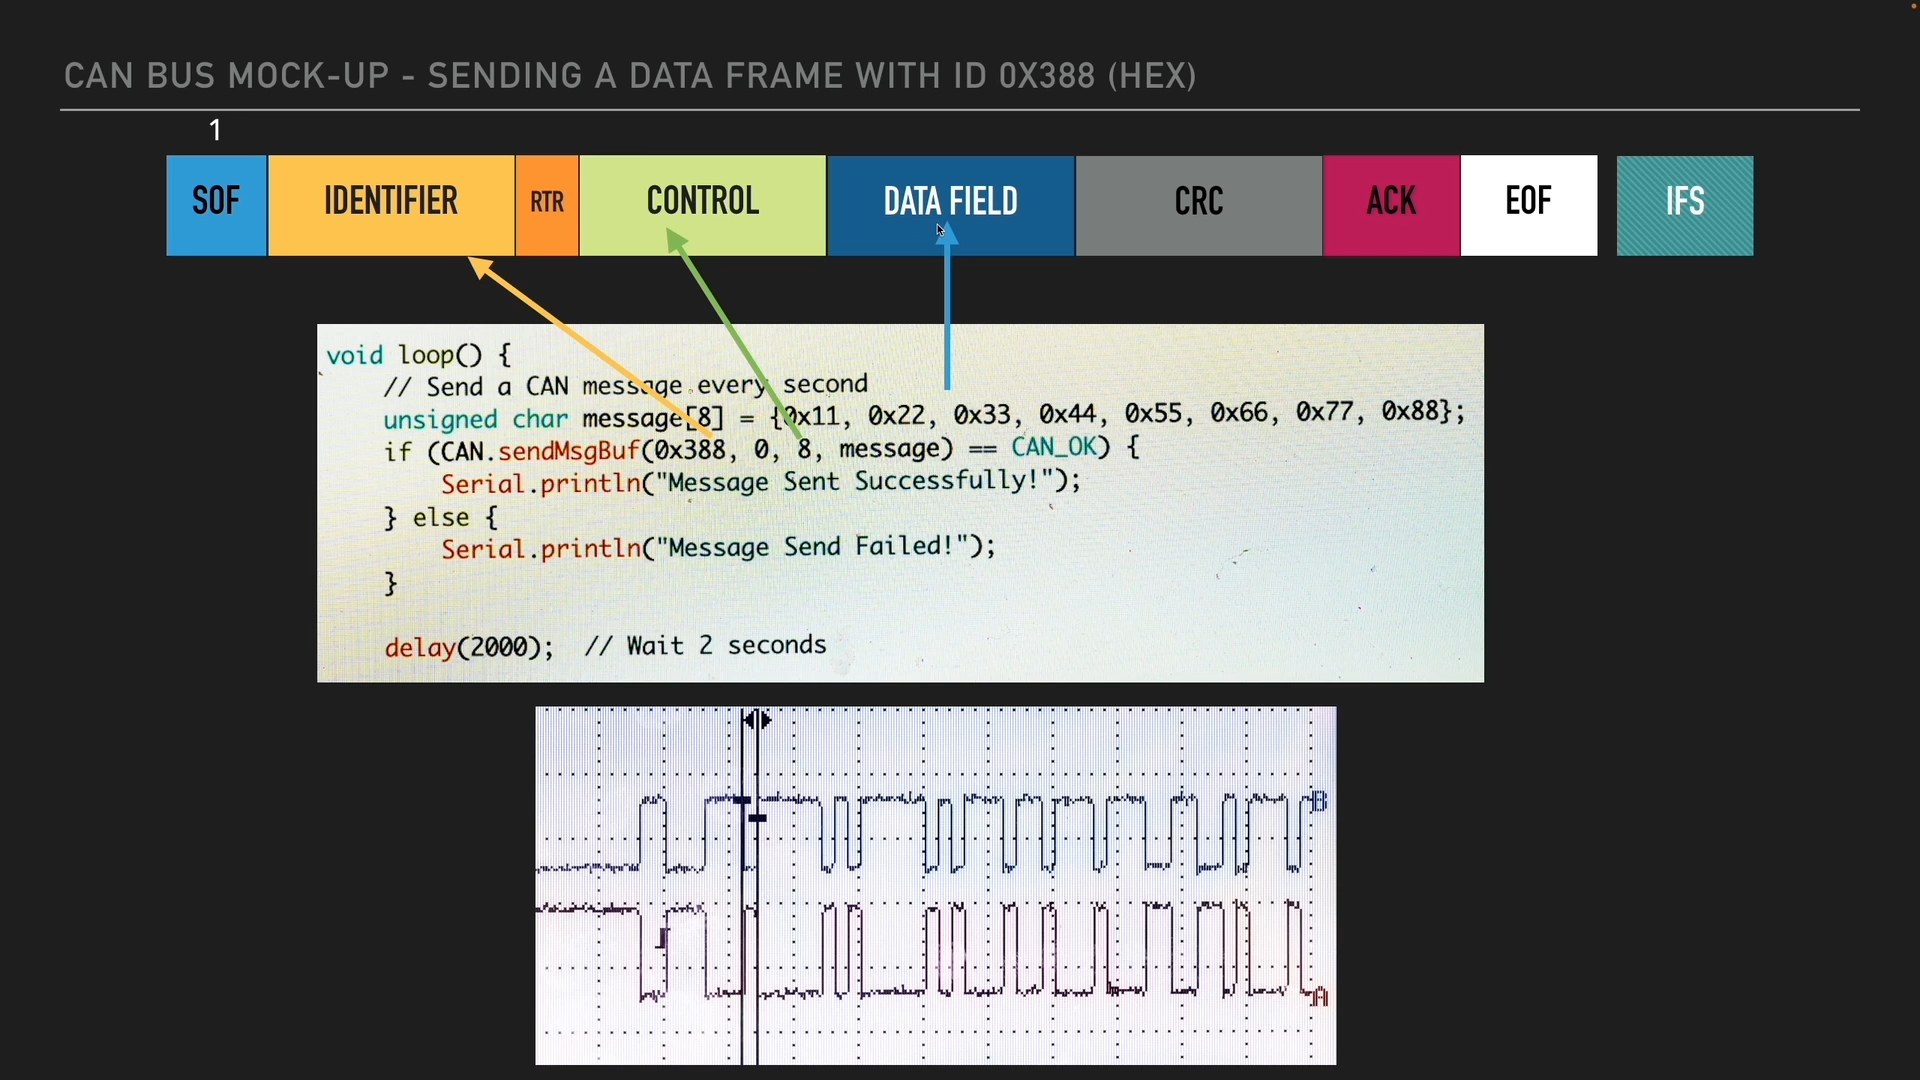 CAN BUS MOCK-UP - SENDING A DATA FRAME WITH ID 0X388 (HEX)
1
SOF IDENTIFIER RTR CONTROL DATA FIELD CRC ACK EOF IFS
void loop() {
// Send a CAN message every second
unsigned char message[8] = {0x11, 0x22, 0x33, 0x44, 0x55, 0x66, 0x77, 0x88};
if (CAN.sendMsgBuf(0x388, 0, 8, message) == CAN_OK) {
Serial.println("Message Sent Successfully!");
} else {
Serial.println("Message Send Failed!");
}
delay(2000); // Wait 2 seconds
B
A